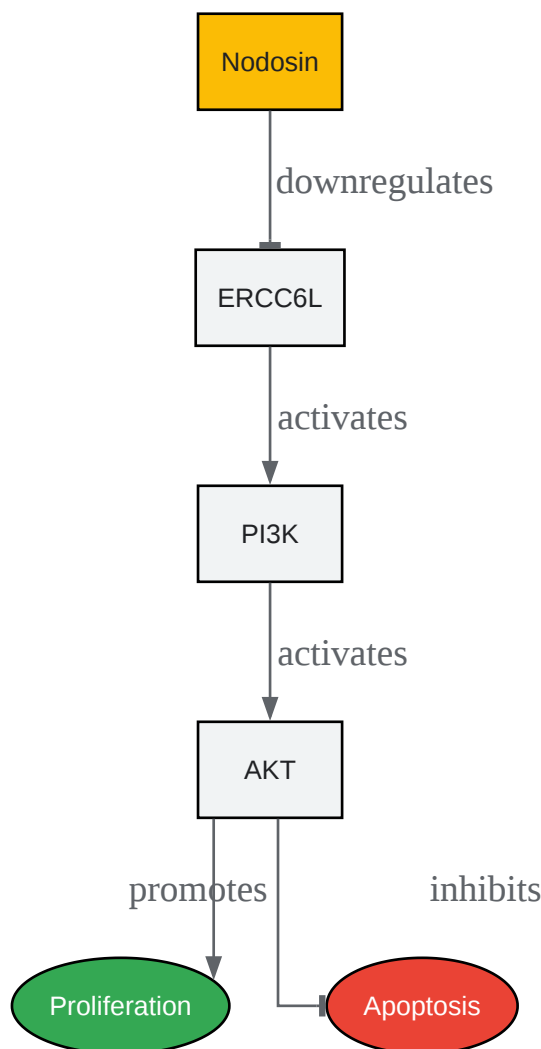 Nodosin
downregulates
ERCC6L
activates
PI3K
activates
AKT
promotes
inhibits
Proliferation
Apoptosis